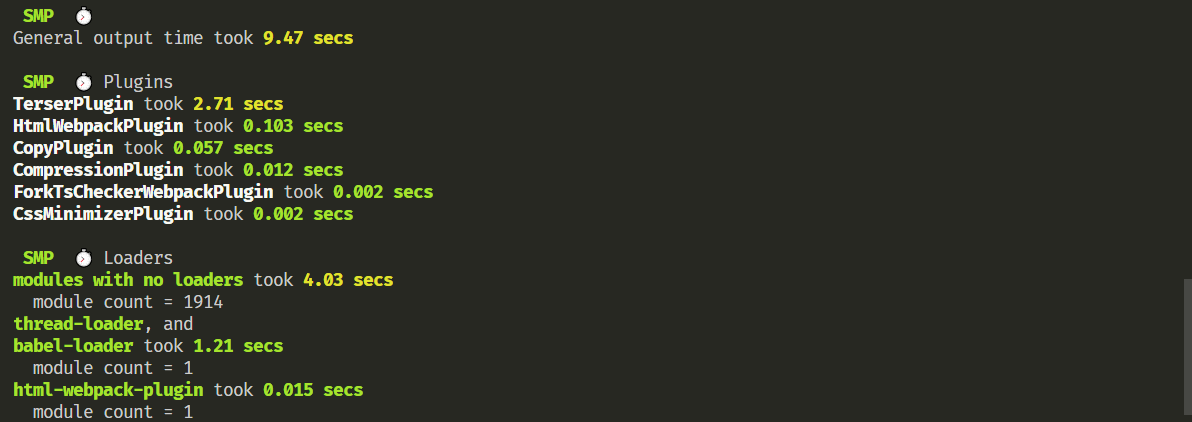 SMP ⏱
General output time took 9.47 secs
SMP ⏱ Plugins
TerserPlugin took 2.71 secs
HtmlWebpackPlugin took 0.103 secs
CopyPlugin took 0.057 secs
CompressionPlugin took 0.012 secs
ForkTsCheckerWebpackPlugin took 0.002 secs
CssMinimizerPlugin took 0.002 secs
SMP ⏱ Loaders
modules with no loaders took 4.03 secs
module count = 1914
thread-loader, and
babel-loader took 1.21 secs
module count = 1
html-webpack-plugin took 0.015 secs
module count = 1